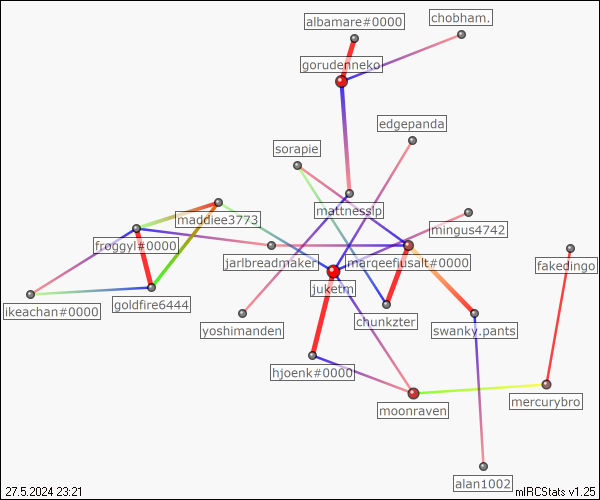 albamare#0000
chobham.
gorudenneko
edgepanda
sorapie
mattnesslp
maddiee3773
mingus4742
froggyl#0000
jarlbreadmaker
marqeefiusalt#0000
fakedingo
juketm
ikeachan#0000
goldfire6444
yoshimanden
chunkzter
swanky.pants
hjoenk#0000
moonraven
mercurybro
alan1002
27.5.2024 23:21
mIRCStats v1.25